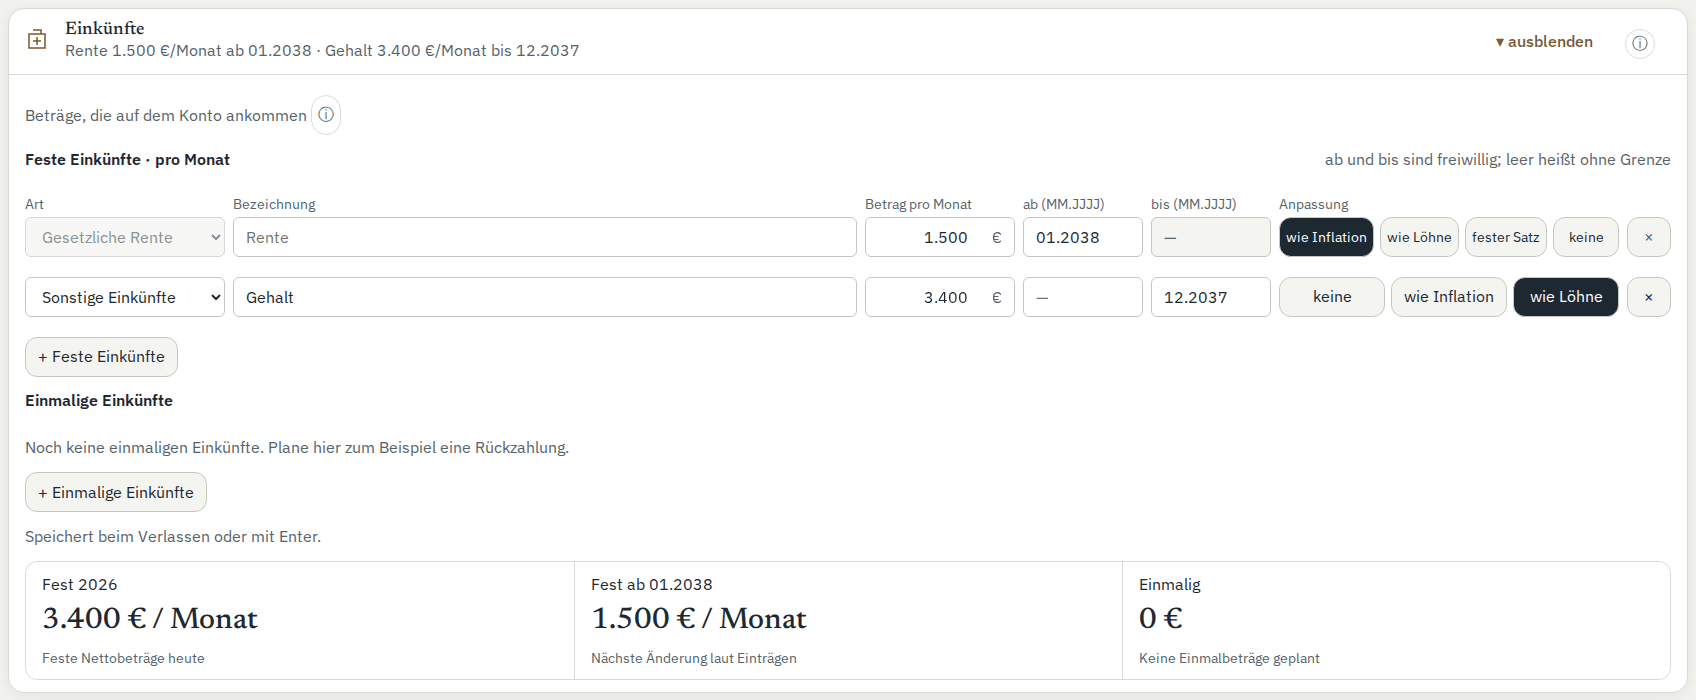 Einkünfte
Rente 1.500 €/Monat ab 01.2038 · Gehalt 3.400 €/Monat bis 12.2037
▾ ausblenden
ⓘ
Beträge, die auf dem Konto ankommen ⓘ
Feste Einkünfte · pro Monat
ab und bis sind freiwillig; leer heißt ohne Grenze
Art Bezeichnung Betrag pro Monat ab (MM.JJJJ) bis (MM.JJJJ) Anpassung
Gesetzliche Rente Rente 1.500 € 01.2038 — wie Inflation wie Löhne fester Satz keine ×
Sonstige Einkünfte Gehalt 3.400 € — 12.2037 keine wie Inflation wie Löhne ×
+ Feste Einkünfte
Einmalige Einkünfte
Noch keine einmaligen Einkünfte. Plane hier zum Beispiel eine Rückzahlung.
+ Einmalige Einkünfte
Speichert beim Verlassen oder mit Enter.
Fest 2026
3.400 € / Monat
Feste Nettobeträge heute
Fest ab 01.2038
1.500 € / Monat
Nächste Änderung laut Einträgen
Einmalig
0 €
Keine Einmalbeträge geplant